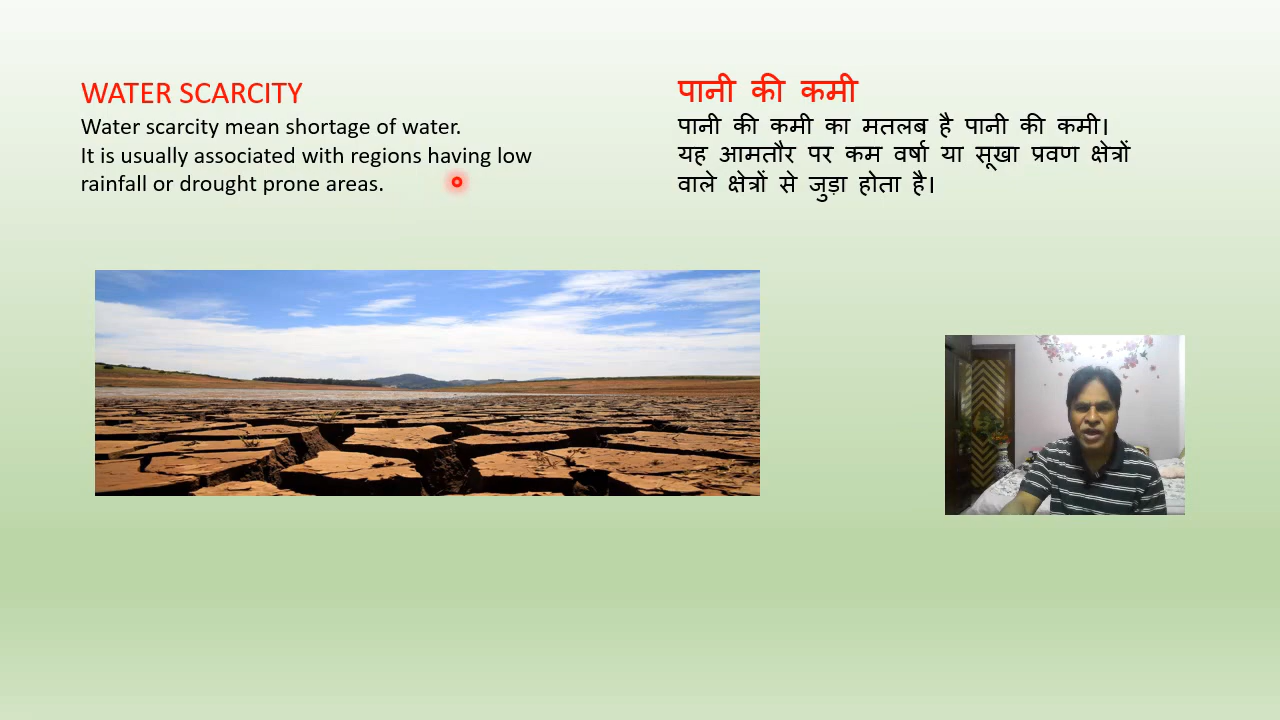 WATER SCARCITY
Water scarcity mean shortage of water.
It is usually associated with regions having low
rainfall or drought prone areas.
पानी की कमी
पानी की कमी का मतलब है पानी की कमी।
यह आमतौर पर कम वर्षा या सूखा प्रवण क्षेत्रों
वाले क्षेत्रों से जुड़ा होता है।